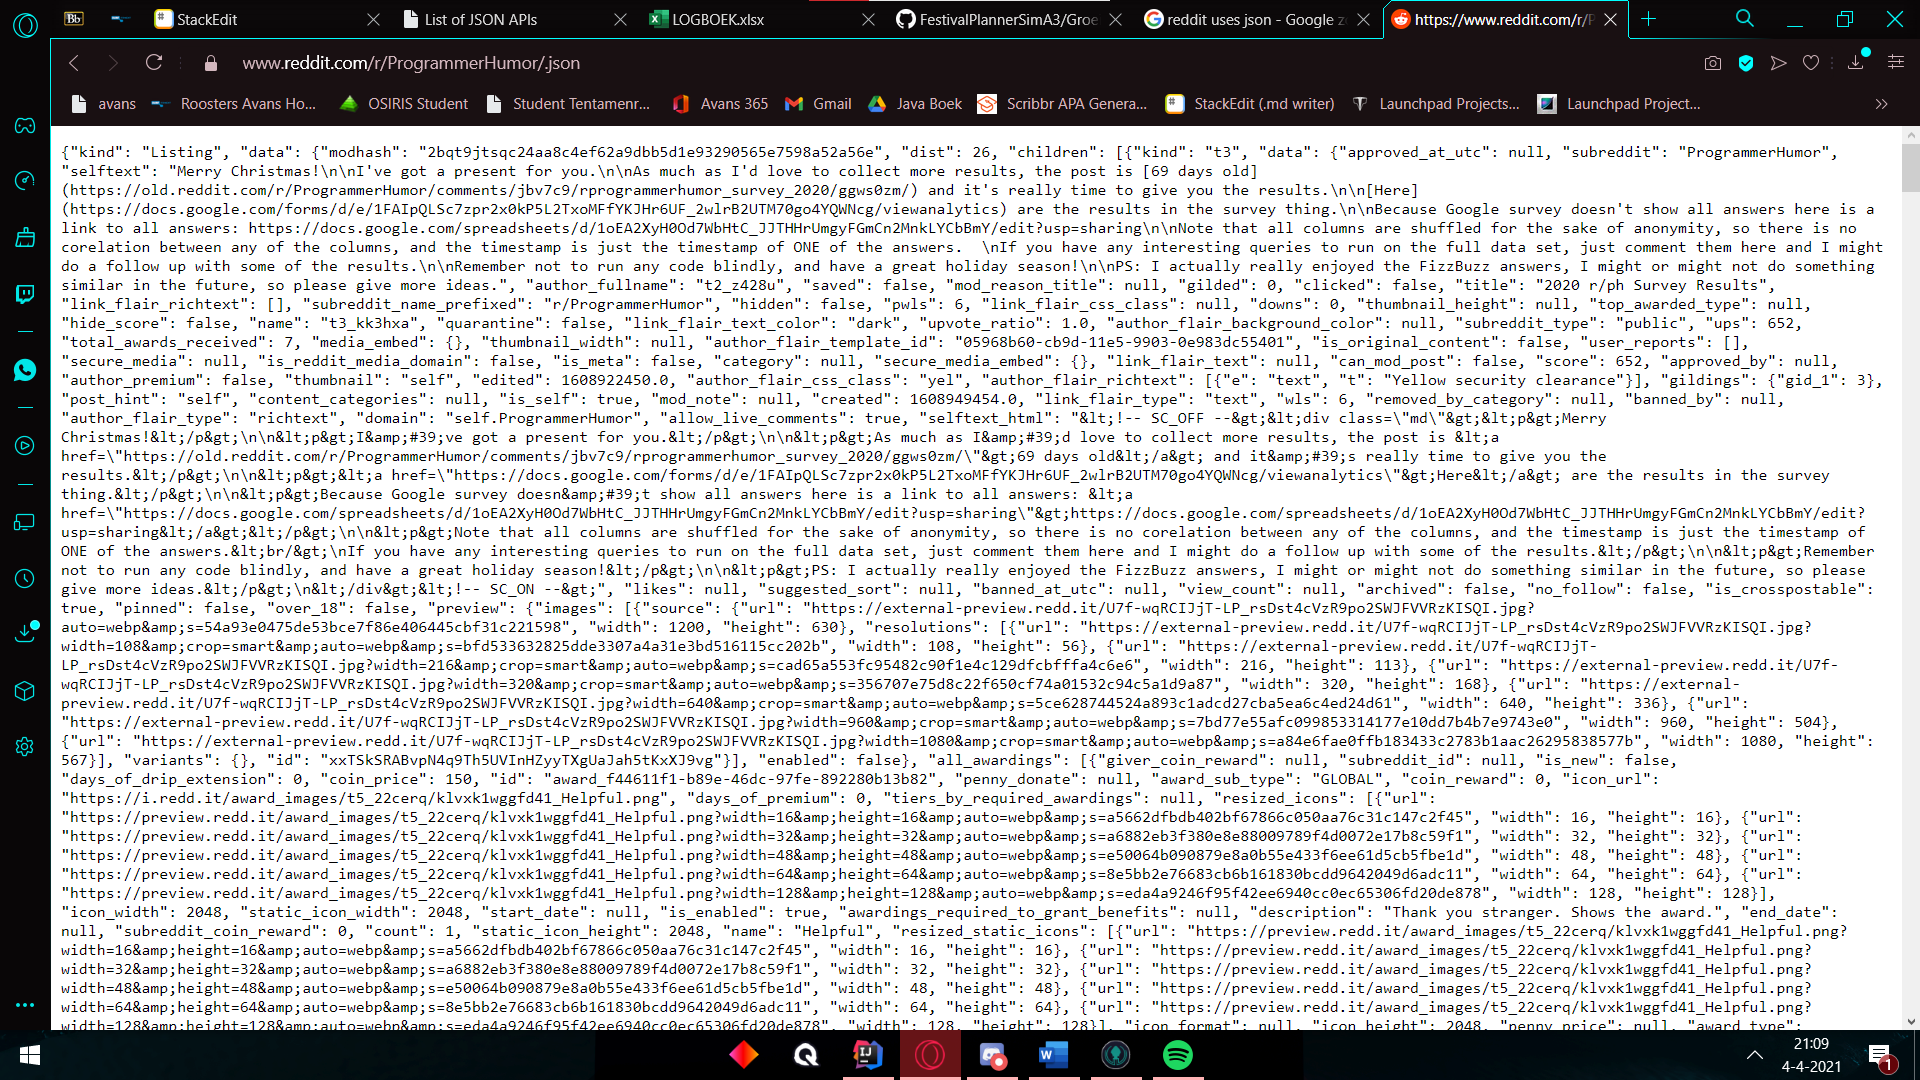 StackEdit
List of JSON APIs
LOGBOEK.xlsx
FestivalPlannerSimA3/Groe
reddit uses json - Google z
https://www.reddit.com/r/P
www.reddit.com/r/ProgrammerHumor/.json
avans
Roosters Avans Ho...
OSIRIS Student
Student Tentamenr...
Avans 365
Gmail
Java Boek
Scribbr APA Genera...
StackEdit (.md writer)
Launchpad Projects...
Launchpad Project...
{"kind": "Listing", "data": {"modhash": "2bqt9jtsqc24aa8c4ef62a9dbb5d1e93290565e7598a52a56e", "dist": 26, "children": [{"kind": "t3", "data": {"approved_at_utc": null, "subreddit": "ProgrammerHumor",
"selftext": "Merry Christmas!\n\nI've got a present for you.\n\nAs much as I'd love to collect more results, the post is [69 days old]
(https://old.reddit.com/r/ProgrammerHumor/comments/jbv7c9/rprogrammerhumor_survey_2020/ggws0zm/) and it's really time to give you the results.\n\n[Here]
(https://docs.google.com/forms/d/e/1FAIpQLSc7zpr2x0kP5L2TxoMFfYKJHr6UF_2wlrB2UTM70go4YQWNcg/viewanalytics) are the results in the survey thing.\n\nBecause Google survey doesn't show all answers here is a
link to all answers: https://docs.google.com/spreadsheets/d/1oEA2XyH0Od7WbHtC_JJTHHrUmgyFGmCn2MnkLYCbBmY/edit?usp=sharing\n\nNote that all columns are shuffled for the sake of anonymity, so there is no
corelation between any of the columns, and the timestamp is just the timestamp of ONE of the answers.  \nIf you have any interesting queries to run on the full data set, just comment them here and I might
do a follow up with some of the results.\n\nRemember not to run any code blindly, and have a great holiday season!\n\nPS: I actually really enjoyed the FizzBuzz answers, I might or might not do something
similar in the future, so please give more ideas.", "author_fullname": "t2_z428u", "saved": false, "mod_reason_title": null, "gilded": 0, "clicked": false, "title": "2020 r/ph Survey Results",
"link_flair_richtext": [], "subreddit_name_prefixed": "r/ProgrammerHumor", "hidden": false, "pwls": 6, "link_flair_css_class": null, "downs": 0, "thumbnail_height": null, "top_awarded_type": null,
"hide_score": false, "name": "t3_kk3hxa", "quarantine": false, "link_flair_text_color": "dark", "upvote_ratio": 1.0, "author_flair_background_color": null, "subreddit_type": "public", "ups": 652,
"total_awards_received": 7, "media_embed": {}, "thumbnail_width": null, "author_flair_template_id": "05968b60-cb9d-11e5-9903-0e983dc55401", "is_original_content": false, "user_reports": [],
"secure_media": null, "is_reddit_media_domain": false, "is_meta": false, "category": null, "secure_media_embed": {}, "link_flair_text": null, "can_mod_post": false, "score": 652, "approved_by": null,
"author_premium": false, "thumbnail": "self", "edited": 1608922450.0, "author_flair_css_class": "yel", "author_flair_richtext": [{"e": "text", "t": "Yellow security clearance"}], "gildings": {"gid_1": 3},
"post_hint": "self", "content_categories": null, "is_self": true, "mod_note": null, "created": 1608949454.0, "link_flair_type": "text", "wls": 6, "removed_by_category": null, "banned_by": null,
"author_flair_type": "richtext", "domain": "self.ProgrammerHumor", "allow_live_comments": true, "selftext_html": "&lt;!-- SC_OFF --&gt;&lt;div class=\"md\"&gt;&lt;p&gt;Merry
Christmas!&lt;/p&gt;\n\n&lt;p&gt;I&amp;#39;ve got a present for you.&lt;/p&gt;\n\n&lt;p&gt;As much as I&amp;#39;d love to collect more results, the post is &lt;a
href=\"https://old.reddit.com/r/ProgrammerHumor/comments/jbv7c9/rprogrammerhumor_survey_2020/ggws0zm/\"&gt;69 days old&lt;/a&gt; and it&amp;#39;s really time to give you the
results.&lt;/p&gt;\n\n&lt;p&gt;&lt;a href=\"https://docs.google.com/forms/d/e/1FAIpQLSc7zpr2x0kP5L2TxoMFfYKJHr6UF_2wlrB2UTM70go4YQWNcg/viewanalytics\"&gt;Here&lt;/a&gt; are the results in the survey
thing.&lt;/p&gt;\n\n&lt;p&gt;Because Google survey doesn&amp;#39;t show all answers here is a link to all answers: &lt;a
href=\"https://docs.google.com/spreadsheets/d/1oEA2XyH0Od7WbHtC_JJTHHrUmgyFGmCn2MnkLYCbBmY/edit?usp=sharing\"&gt;https://docs.google.com/spreadsheets/d/1oEA2XyH0Od7WbHtC_JJTHHrUmgyFGmCn2MnkLYCbBmY/edit?
usp=sharing&lt;/a&gt;&lt;/p&gt;\n\n&lt;p&gt;Note that all columns are shuffled for the sake of anonymity, so there is no corelation between any of the columns, and the timestamp is just the timestamp of
ONE of the answers.&lt;br/&gt;\nIf you have any interesting queries to run on the full data set, just comment them here and I might do a follow up with some of the results.&lt;/p&gt;\n\n&lt;p&gt;Remember
not to run any code blindly, and have a great holiday season!&lt;/p&gt;\n\n&lt;p&gt;PS: I actually really enjoyed the FizzBuzz answers, I might or might not do something similar in the future, so please
give more ideas.&lt;/p&gt;\n&lt;/div&gt;&lt;!-- SC_ON --&gt;", "likes": null, "suggested_sort": null, "banned_at_utc": null, "view_count": null, "archived": false, "no_follow": false, "is_crosspostable":
true, "pinned": false, "over_18": false, "preview": {"images": [{"source": {"url": "https://external-preview.redd.it/U7f-wqRCIJjT-LP_rsDst4cVzR9po2SWJFVVRzKISQI.jpg?
auto=webp&amp;s=54a93e0475de53bce7f86e406445cbf31c221598", "width": 1200, "height": 630}, "resolutions": [{"url": "https://external-preview.redd.it/U7f-wqRCIJjT-LP_rsDst4cVzR9po2SWJFVVRzKISQI.jpg?
width=108&amp;crop=smart&amp;auto=webp&amp;s=bfd533632825dde3307a4a31e3bd516115cc202b", "width": 108, "height": 56}, {"url": "https://external-preview.redd.it/U7f-wqRCIJjT-
LP_rsDst4cVzR9po2SWJFVVRzKISQI.jpg?width=216&amp;crop=smart&amp;auto=webp&amp;s=cad65a553fc95482c90f1e4c129dfcbfffa4c6e6", "width": 216, "height": 113}, {"url": "https://external-preview.redd.it/U7f-
wqRCIJjT-LP_rsDst4cVzR9po2SWJFVVRzKISQI.jpg?width=320&amp;crop=smart&amp;auto=webp&amp;s=356707e75d8c22f650cf74a01532c94c5a1d9a87", "width": 320, "height": 168}, {"url": "https://external-
preview.redd.it/U7f-wqRCIJjT-LP_rsDst4cVzR9po2SWJFVVRzKISQI.jpg?width=640&amp;crop=smart&amp;auto=webp&amp;s=5ce628744524a893c1adcd27cba5ea6c4ed24d61", "width": 640, "height": 336}, {"url":
"https://external-preview.redd.it/U7f-wqRCIJjT-LP_rsDst4cVzR9po2SWJFVVRzKISQI.jpg?width=960&amp;crop=smart&amp;auto=webp&amp;s=7bd77e55afc099853314177e10dd7b4b7e9743e0", "width": 960, "height": 504},
{"url": "https://external-preview.redd.it/U7f-wqRCIJjT-LP_rsDst4cVzR9po2SWJFVVRzKISQI.jpg?width=1080&amp;crop=smart&amp;auto=webp&amp;s=a84e6fae0ffb183433c2783b1aac26295838577b", "width": 1080, "height":
567}], "variants": {}, "id": "xxTSkSRABvpN4q9Th5UVInHZyyTXgUaJah5tKxXJ9vg"}], "enabled": false}, "all_awardings": [{"giver_coin_reward": null, "subreddit_id": null, "is_new": false,
"days_of_drip_extension": 0, "coin_price": 150, "id": "award_f44611f1-b89e-46dc-97fe-892280b13b82", "penny_donate": null, "award_sub_type": "GLOBAL", "coin_reward": 0, "icon_url":
"https://i.redd.it/award_images/t5_22cerq/klvxk1wggfd41_Helpful.png", "days_of_premium": 0, "tiers_by_required_awardings": null, "resized_icons": [{"url":
"https://preview.redd.it/award_images/t5_22cerq/klvxk1wggfd41_Helpful.png?width=16&amp;height=16&amp;auto=webp&amp;s=a5662dfbdb402bf67866c050aa76c31c147c2f45", "width": 16, "height": 16}, {"url":
"https://preview.redd.it/award_images/t5_22cerq/klvxk1wggfd41_Helpful.png?width=32&amp;height=32&amp;auto=webp&amp;s=a6882eb3f380e8e88009789f4d0072e17b8c59f1", "width": 32, "height": 32}, {"url":
"https://preview.redd.it/award_images/t5_22cerq/klvxk1wggfd41_Helpful.png?width=48&amp;height=48&amp;auto=webp&amp;s=e50064b090879e8a0b55e433f6ee61d5cb5fbe1d", "width": 48, "height": 48}, {"url":
"https://preview.redd.it/award_images/t5_22cerq/klvxk1wggfd41_Helpful.png?width=64&amp;height=64&amp;auto=webp&amp;s=8e5bb2e76683cb6b161830bcdd9642049d6adc11", "width": 64, "height": 64}, {"url":
"https://preview.redd.it/award_images/t5_22cerq/klvxk1wggfd41_Helpful.png?width=128&amp;height=128&amp;auto=webp&amp;s=eda4a9246f95f42ee6940cc0ec65306fd20de878", "width": 128, "height": 128}],
"icon_width": 2048, "static_icon_width": 2048, "start_date": null, "is_enabled": true, "awardings_required_to_grant_benefits": null, "description": "Thank you stranger. Shows the award.", "end_date":
null, "subreddit_coin_reward": 0, "count": 1, "static_icon_height": 2048, "name": "Helpful", "resized_static_icons": [{"url": "https://preview.redd.it/award_images/t5_22cerq/klvxk1wggfd41_Helpful.png?
width=16&amp;height=16&amp;auto=webp&amp;s=a5662dfbdb402bf67866c050aa76c31c147c2f45", "width": 16, "height": 16}, {"url": "https://preview.redd.it/award_images/t5_22cerq/klvxk1wggfd41_Helpful.png?
width=32&amp;height=32&amp;auto=webp&amp;s=a6882eb3f380e8e88009789f4d0072e17b8c59f1", "width": 32, "height": 32}, {"url": "https://preview.redd.it/award_images/t5_22cerq/klvxk1wggfd41_Helpful.png?
width=48&amp;height=48&amp;auto=webp&amp;s=e50064b090879e8a0b55e433f6ee61d5cb5fbe1d", "width": 48, "height": 48}, {"url": "https://preview.redd.it/award_images/t5_22cerq/klvxk1wggfd41_Helpful.png?
width=64&amp;height=64&amp;auto=webp&amp;s=8e5bb2e76683cb6b161830bcdd9642049d6adc11", "width": 64, "height": 64}, {"url": "https://preview.redd.it/award_images/t5_22cerq/klvxk1wggfd41_Helpful.png?
width=128&amp;height=128&amp;auto=webp&amp;s=eda4a9246f95f42ee6940cc0ec65306fd20de878", "width": 128, "height": 128}], "icon_format": null, "icon_height": 2048, "penny_price": null, "award_type":
21:09
4-4-2021
1